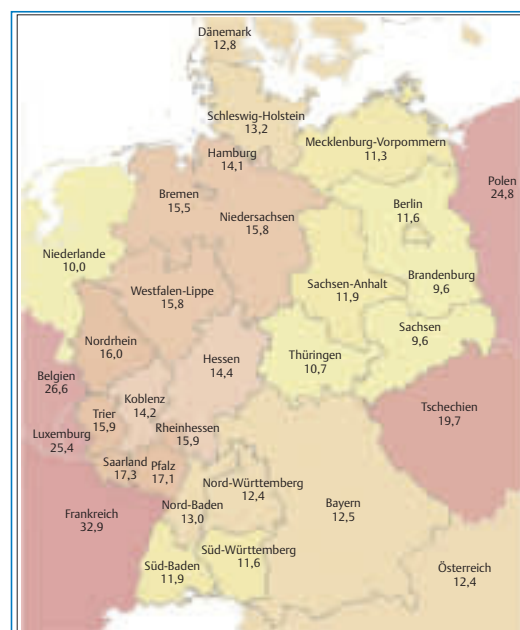 Dänemark
12,8
Schleswig-Holstein
13,2
Mecklenburg-Vorpommern
11,3
Hamburg
14,1
Polen
24,8
Bremen
15,5
Berlin
11,6
Niedersachsen
15,8
Niederlande
10,0
Brandenburg
9,6
Sachsen-Anhalt
11,9
Westfalen-Lippe
15,8
Sachsen
9,6
Nordrhein
16,0
Hessen
14,4
Thüringen
10,7
Belgien
26,6
Koblenz
14,2
Tschechien
19,7
Trier
15,9
Rheinhessen
15,9
Luxemburg
25,4
Saarland
17,3
Pfalz
17,1
Nord-Württemberg
12,4
Bayern
12,5
Nord-Baden
13,0
Frankreich
32,9
Süd-Württemberg
11,6
Süd-Baden
11,9
Österreich
12,4